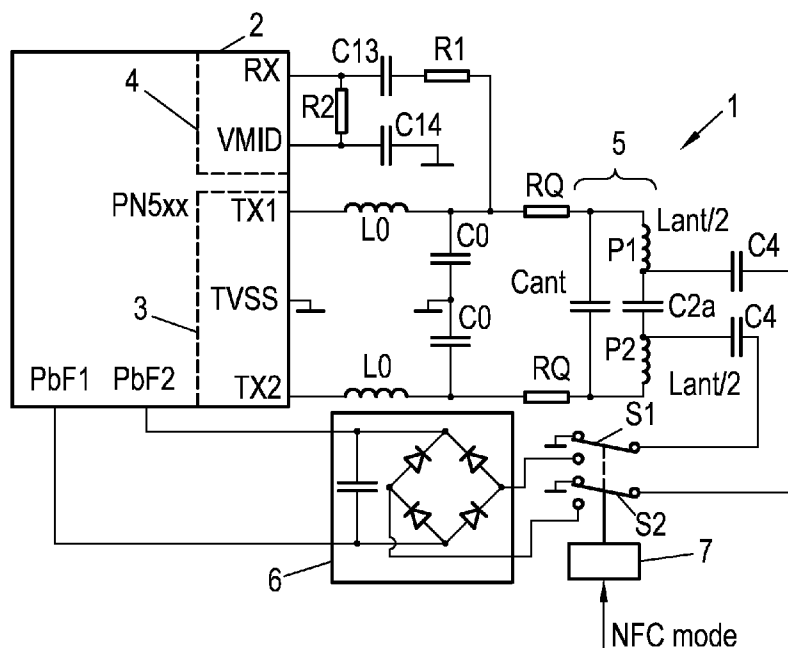 2
C13
R1
4
RX
R2
1
VMID
C14
5
PN5xx
TX1
RQ
Lant/2
L0
C0
P1
C4
3
TVSS
Cant
C2a
C4
C0
P2
PbF1
PbF2
TX2
L0
RQ
Lant/2
S1
S2
6
7
NFC mode